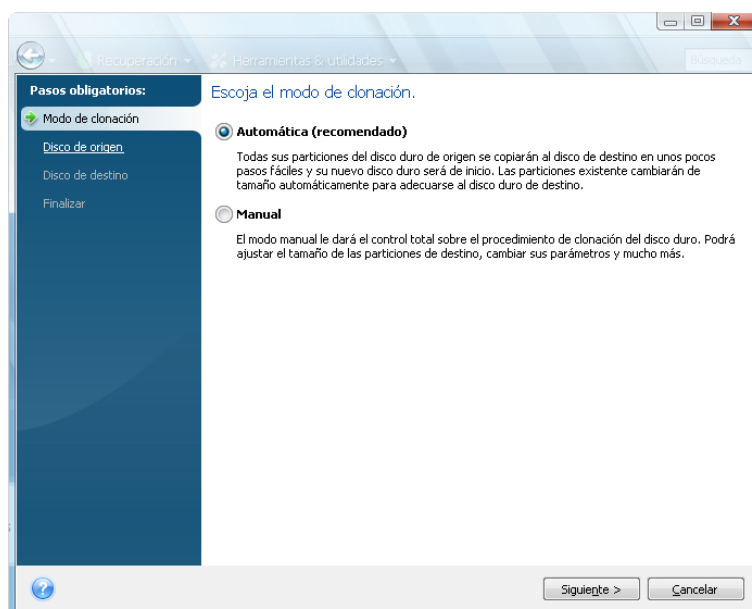 Recuperación
Herramientas & utilidades
Búsqueda
Pasos obligatorios:
Modo de clonación
Disco de origen
Disco de destino
Finalizar
Escoja el modo de clonación.
Automática (recomendado)
Todas sus particiones del disco duro de origen se copiarán al disco de destino en unos pocos
pasos fáciles y su nuevo disco duro será de inicio. Las particiones existente cambiarán de
tamaño automáticamente para adecuarse al disco duro de destino.
Manual
El modo manual le dará el control total sobre el procedimiento de clonación del disco duro. Podrá
ajustar el tamaño de las particiones de destino, cambiar sus parámetros y mucho más.
Siguiente >
Cancelar